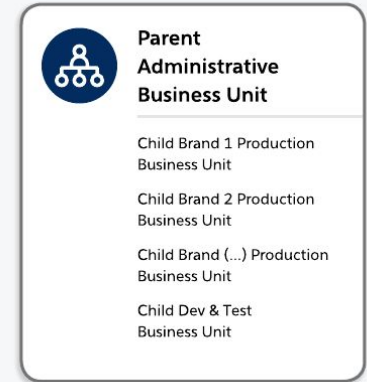 Parent
Administrative
Business Unit
Child Brand 1 Production
Business Unit
Child Brand 2 Production
Business Unit
Child Brand (...) Production
Business Unit
Child Dev & Test
Business Unit